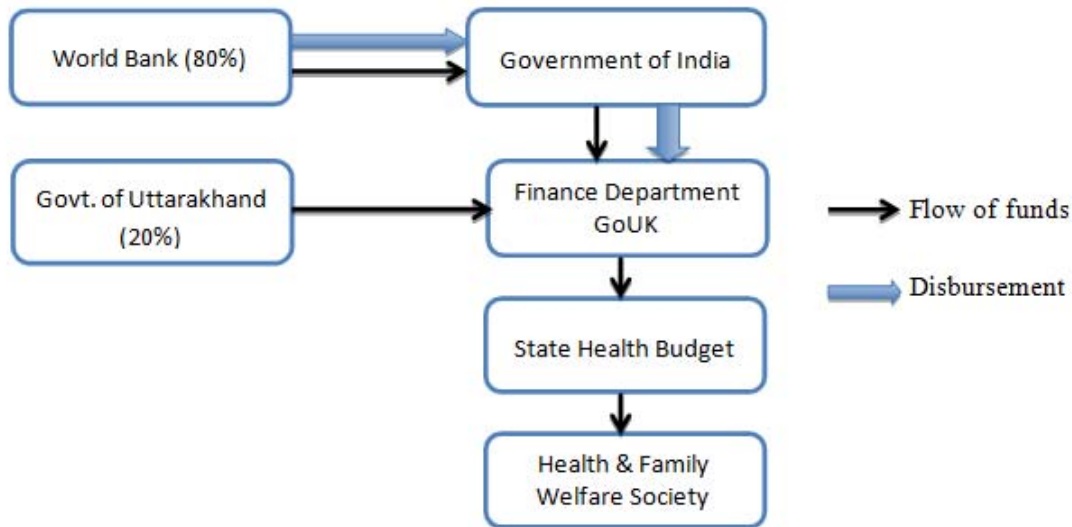 World Bank (80%)
Government of India
Govt. of Uttarakhand
(20%)
Finance Department
GoUK
Flow of funds
Disbursement
State Health Budget
Health & Family
Welfare Society